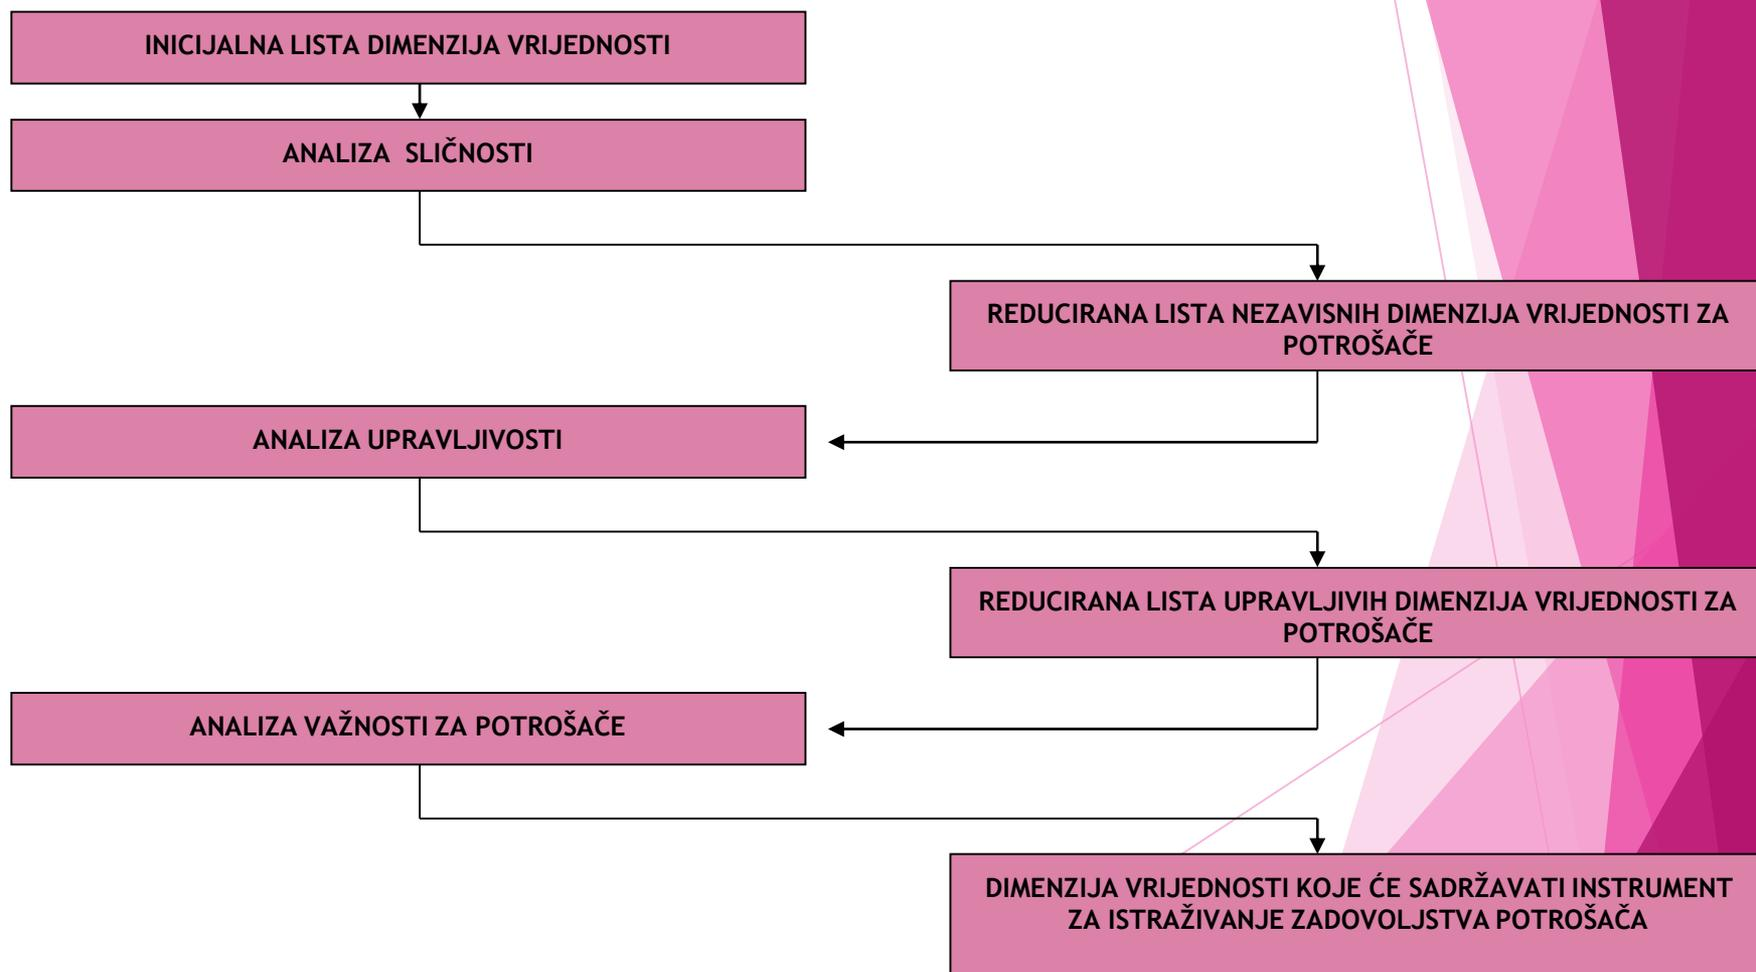 INICIJALNA LISTA DIMENZIJA VRIJEDNOSTI
ANALIZA  SLIČNOSTI
REDUCIRANA LISTA NEZAVISNIH DIMENZIJA VRIJEDNOSTI ZA
POTROŠAČE
ANALIZA UPRAVLJIVOSTI
REDUCIRANA LISTA UPRAVLJIVIH DIMENZIJA VRIJEDNOSTI ZA
POTROŠAČE
ANALIZA VAŽNOSTI ZA POTROŠAČE
DIMENZIJA VRIJEDNOSTI KOJE ĆE SADRŽAVATI INSTRUMENT
ZA ISTRAŽIVANJE ZADOVOLJSTVA POTROŠAČA